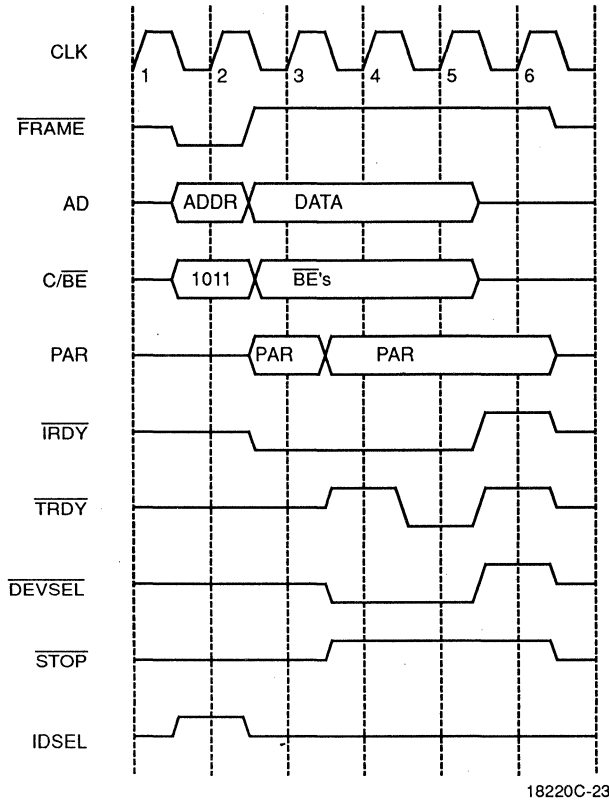 CLK
1 2 3 4 5 6
FRAME
AD ADDR DATA
C/BE 1011 BE's
PAR PAR PAR
IRDY
TRDY
DEVSEL
STOP
IDSEL
18220C-23